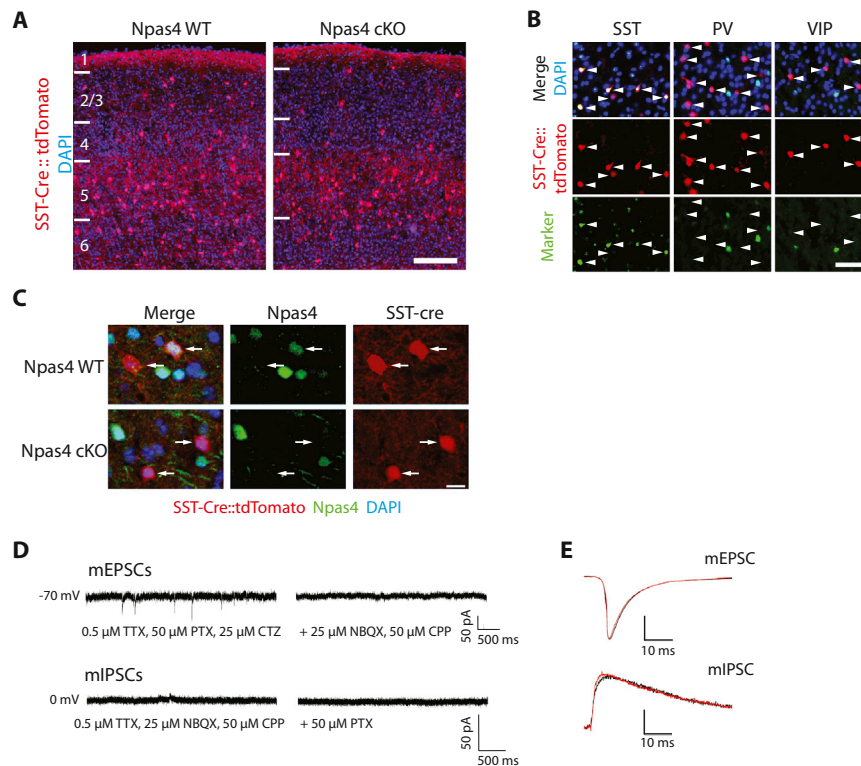 A
Npas4 WT
Npas4 cKO
SST-Cre :: tdTomato
DAPI
1
2/3
4
5
6
B
SST
PV
VIP
Merge
DAPI
SST-Cre::
tdTomato
Marker
C
Merge
Npas4
SST-cre
Npas4 WT
Npas4 cKO
SST-Cre::tdTomato Npas4 DAPI
D
mEPSCs
-70 mV
0.5 µM TTX, 50 µM PTX, 25 µM CTZ
+ 25 µM NBQX, 50 µM CPP
50 pA
500 ms
mIPSCs
0 mV
0.5 µM TTX, 25 µM NBQX, 50 µM CPP
+ 50 µM PTX
50 pA
500 ms
E
mEPSC
10 ms
mIPSC
10 ms